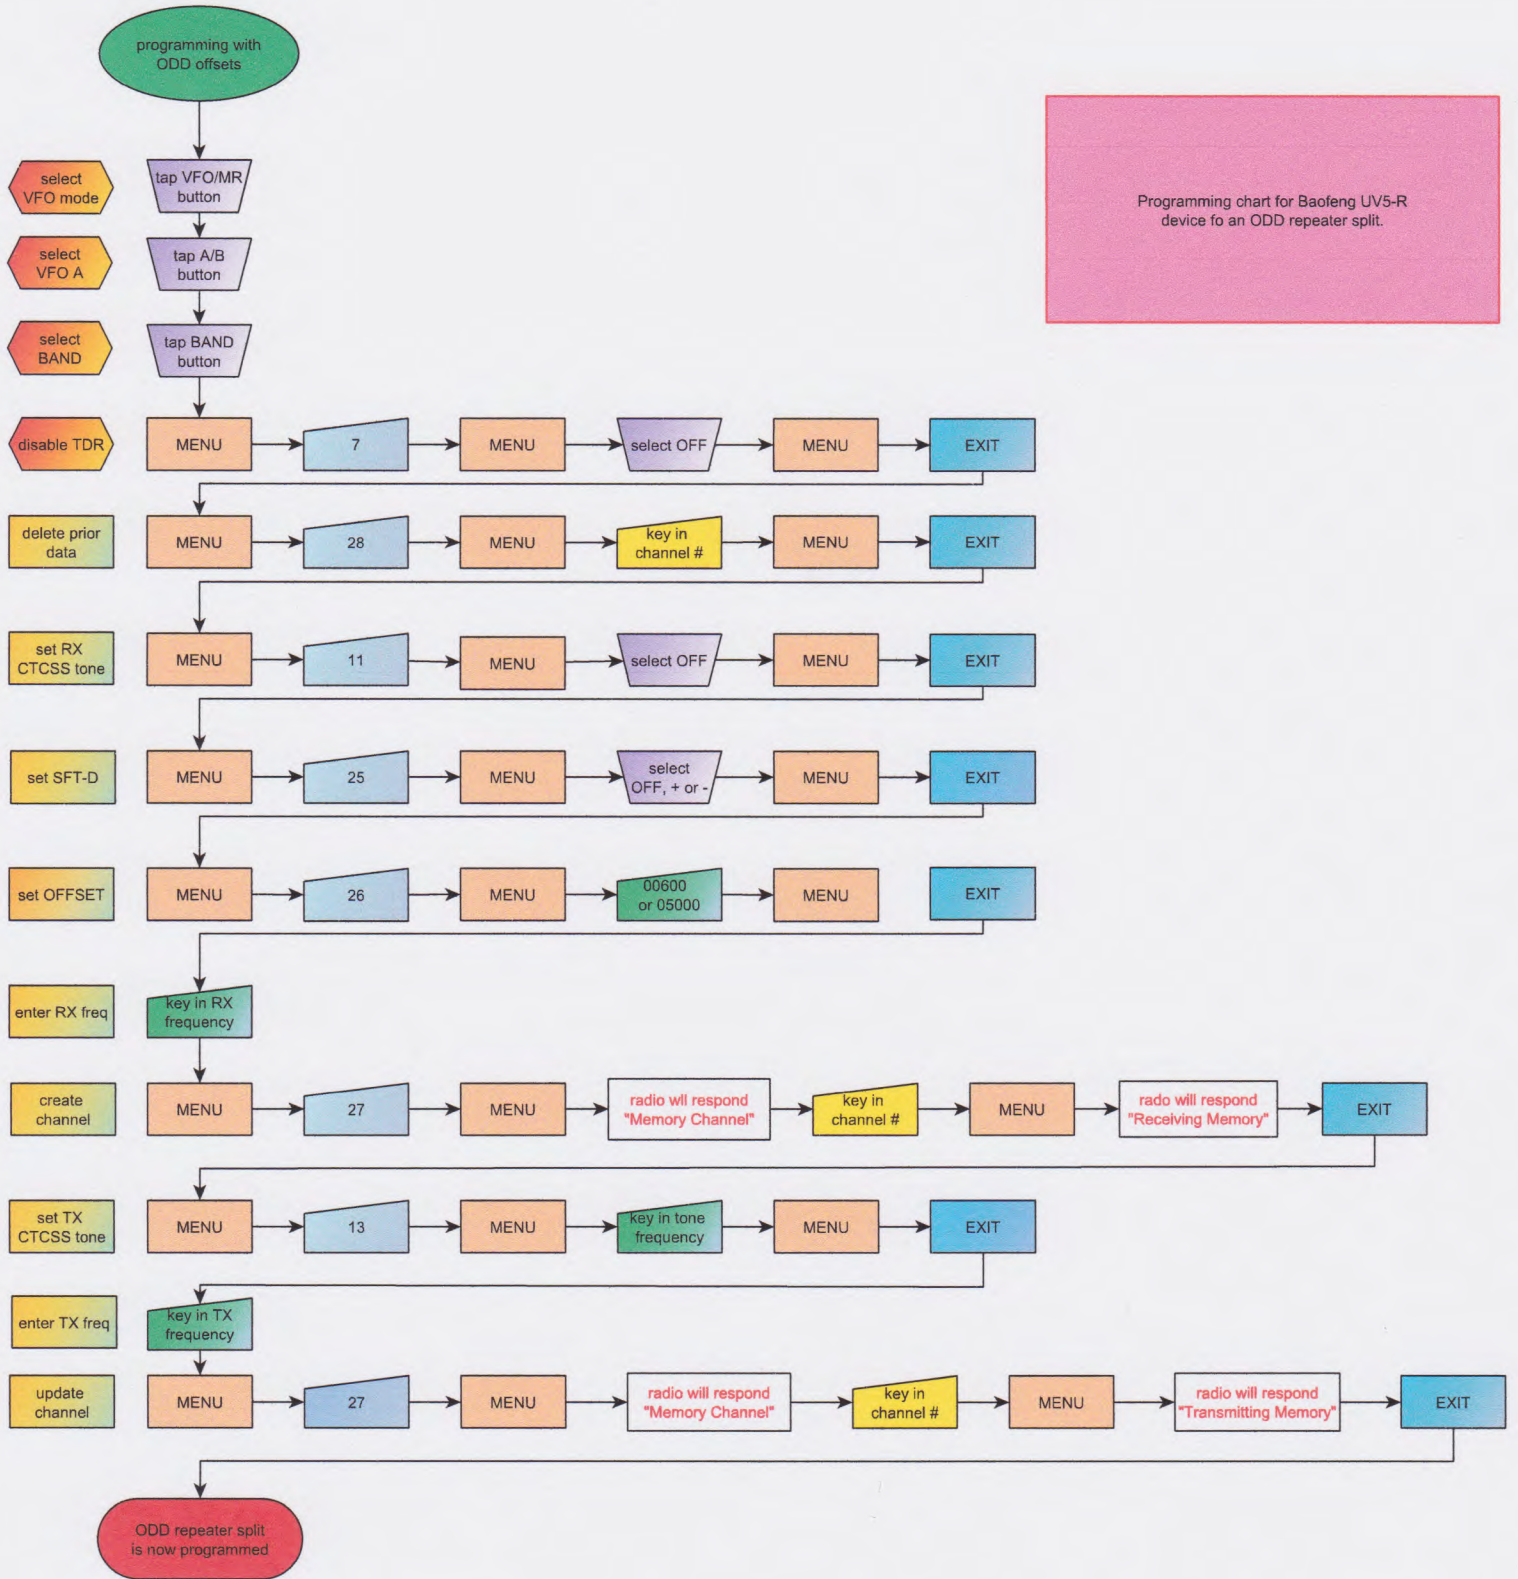 programming with
ODD offsets
Programming chart for Baofeng UV5-R
device fo an ODD repeater split.
select
VFO mode
tap VFO/MR
button
select
VFO A
tap A/B
button
select
BAND
tap BAND
button
disable TDR
MENU
7
MENU
select OFF
MENU
EXIT
delete prior
data
MENU
28
MENU
key in
channel #
MENU
EXIT
set RX
CTCSS tone
MENU
11
MENU
select OFF
MENU
EXIT
set SFT-D
MENU
25
MENU
select
OFF, + or -
MENU
EXIT
set OFFSET
MENU
26
MENU
00600
or 05000
MENU
EXIT
enter RX freq
key in RX
frequency
create
channel
MENU
27
MENU
radio wll respond
"Memory Channel"
key in
channel #
MENU
rado will respond
"Receiving Memory"
EXIT
set TX
CTCSS tone
MENU
13
MENU
key in tone
frequency
MENU
EXIT
enter TX freq
key in TX
frequency
update
channel
MENU
27
MENU
radio will respond
"Memory Channel"
key in
channel #
MENU
radio will respond
"Transmitting Memory"
EXIT
ODD repeater split
is now programmed